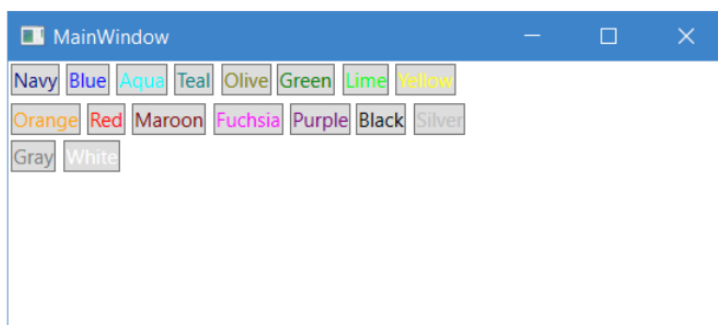 MainWindow
Navy Blue Aqua Teal Olive Green Lime Yellow
Orange Red Maroon Fuchsia Purple Black Silver
Gray White